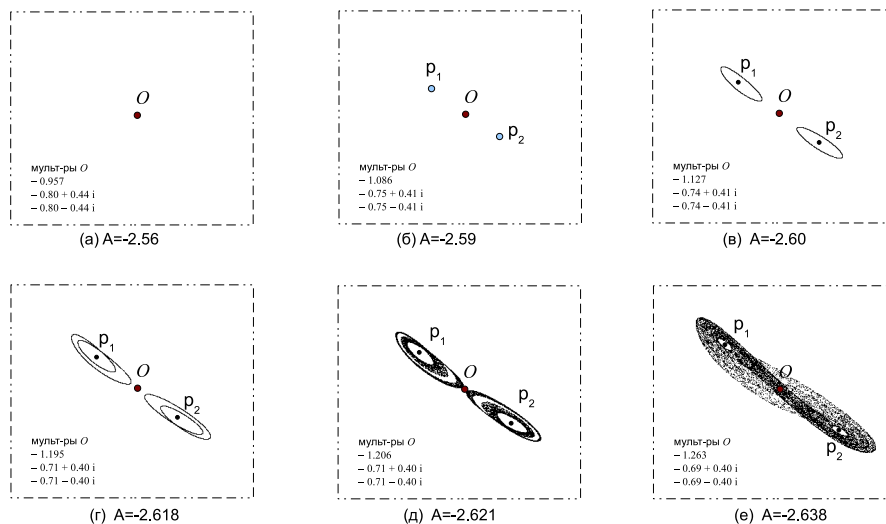 O
мульт-ры O
– 0.957
– 0.80 + 0.44 i
– 0.80 – 0.44 i
(а) A=-2.56
p1
O
p2
мульт-ры O
– 1.086
– 0.75 + 0.41 i
– 0.75 – 0.41 i
(б) A=-2.59
p1
O
p2
мульт-ры O
– 1.127
– 0.74 + 0.41 i
– 0.74 – 0.41 i
(в) A=-2.60
p1
O
p2
мульт-ры O
– 1.195
– 0.71 + 0.40 i
– 0.71 – 0.40 i
(г) A=-2.618
p1
O
p2
мульт-ры O
– 1.206
– 0.71 + 0.40 i
– 0.71 – 0.40 i
(д) A=-2.621
p1
O
p2
мульт-ры O
– 1.263
– 0.69 + 0.40 i
– 0.69 – 0.40 i
(е) A=-2.638